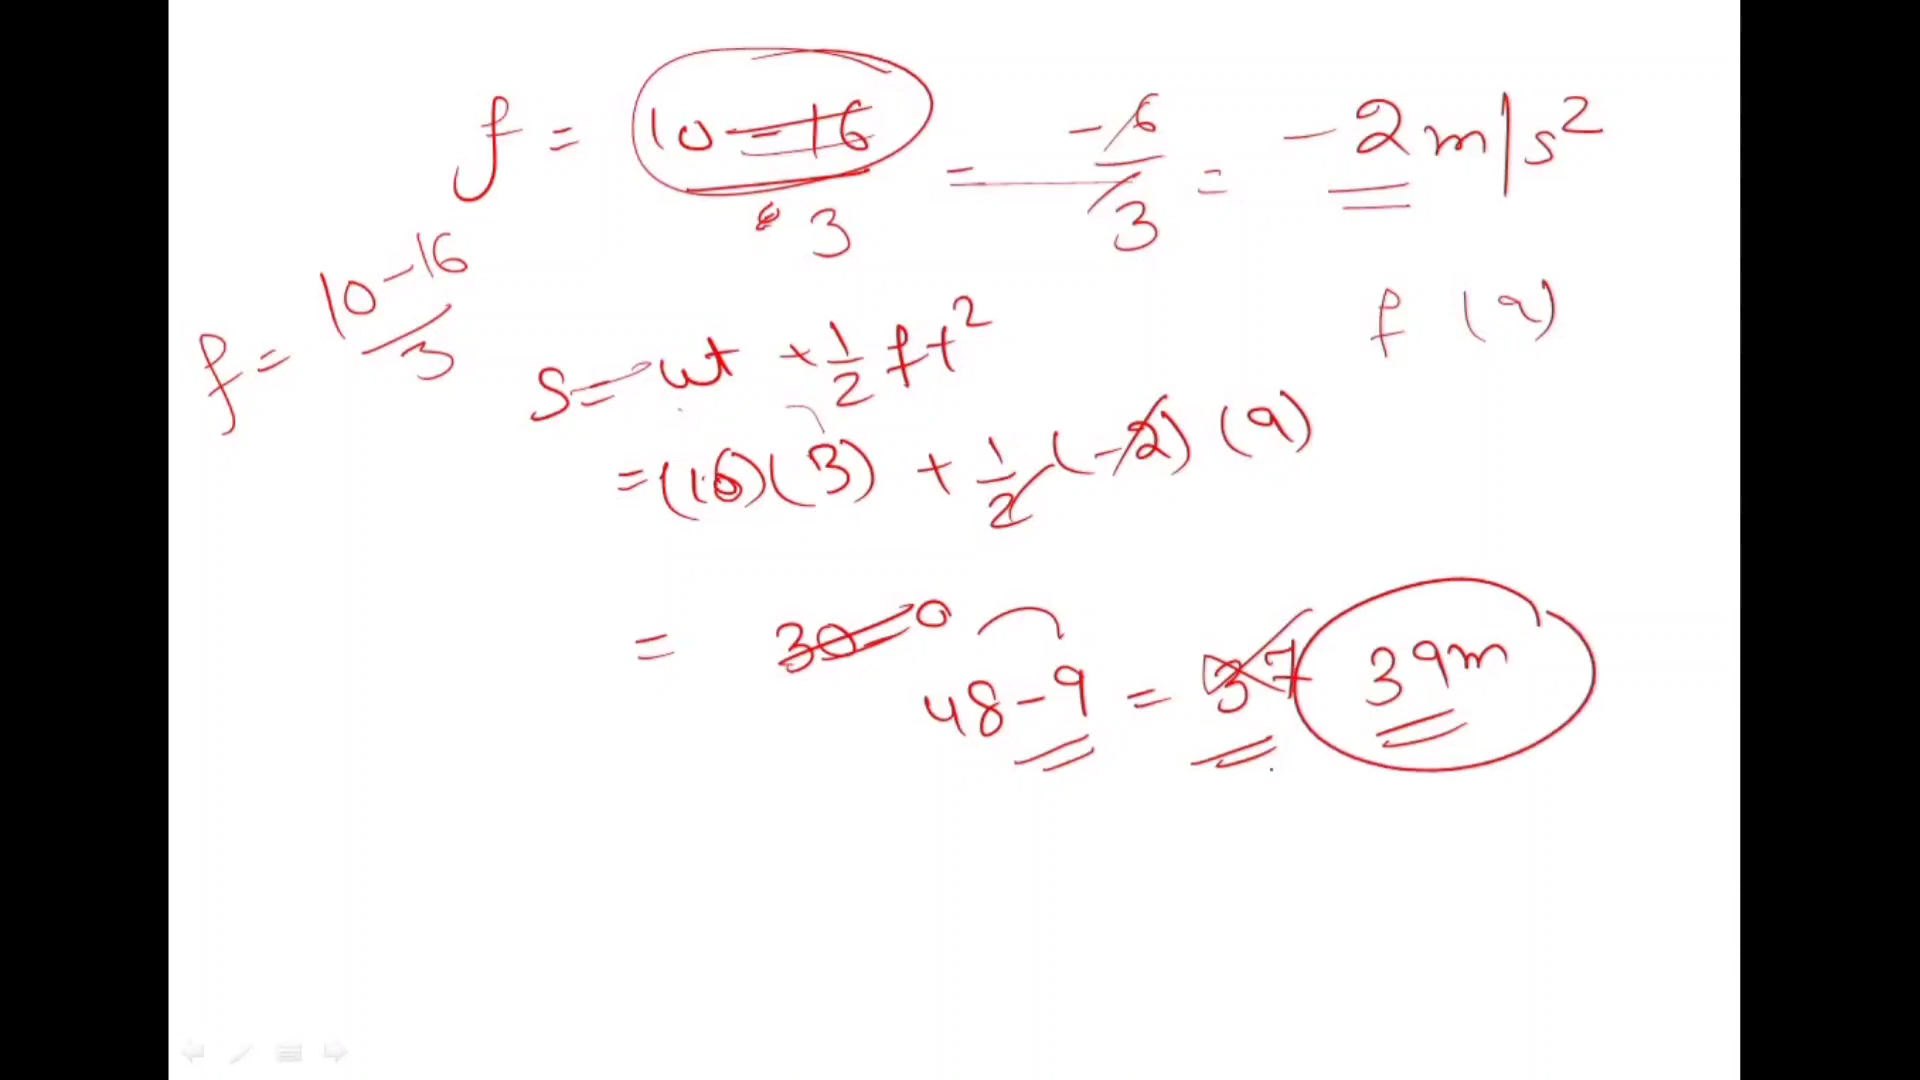 f = 10-16/3 = -6/3 = -2 m/s²
f = 10-16/3
f (a)
s = ut + 1/2 ft²
= (16)(3) + 1/2 (-2) (9)
= 30 - 0
48 - 9 = 37 39m